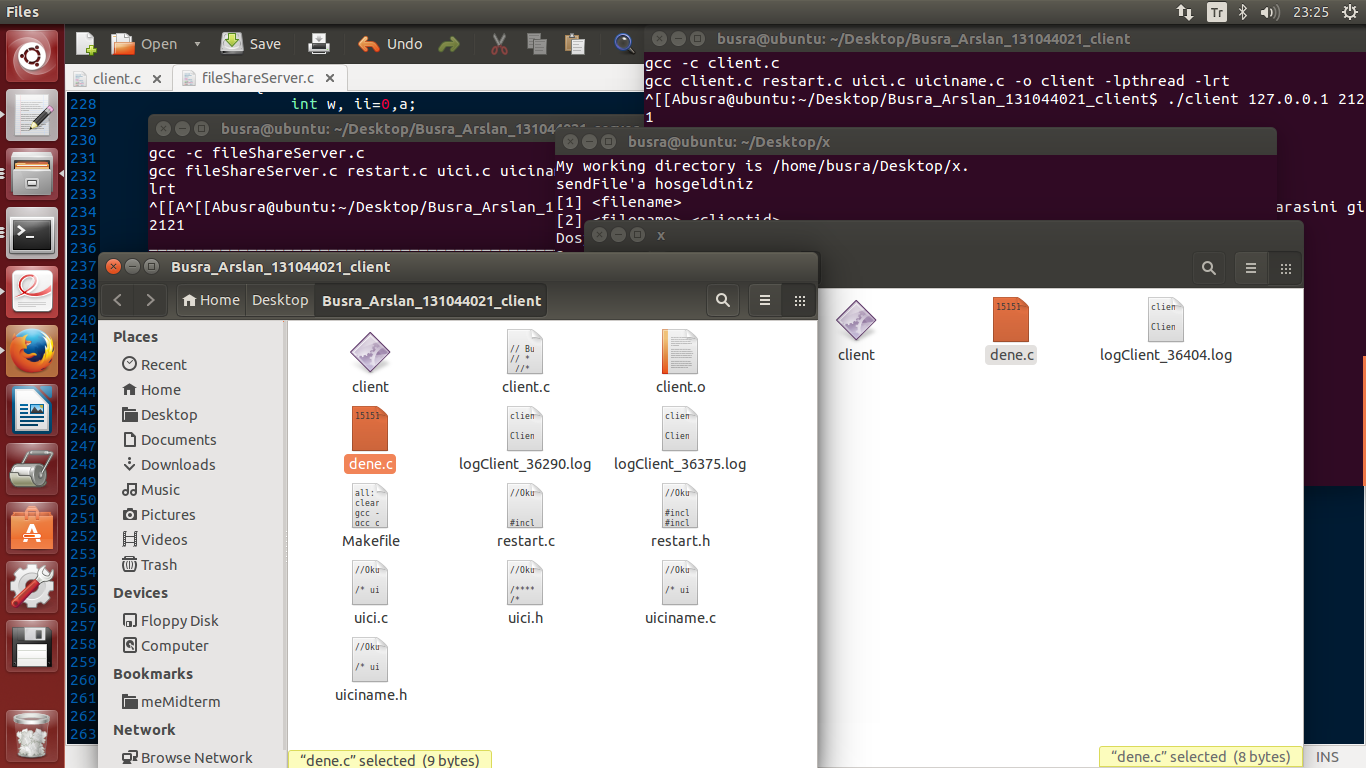 Files
Tr
23:25
Open
Save
Undo
client.c
fileShareServer.c
228 int w, ii=0,a;
229
230
231
232
233
234
235
236
237
238
239
240
241
242
243
244
245
246
247
248
249
250
251
252
253
254
255
256
257
258
259
260
261
262
263
busra@ubuntu: ~/Desktop/Busra_Arslan_131044021_client
gcc -c client.c
gcc client.c restart.c uici.c uiciname.c -o client -lpthread -lrt
^[[Abusra@ubuntu:~/Desktop/Busra_Arslan_131044021_client$ ./client 127.0.0.1 212
1
arasini gi
busra@ubuntu: ~/Desktop/Busra_Arslan_131044021_server
gcc -c fileShareServer.c
gcc fileShareServer.c restart.c uici.c uicina
lrt
^[[A^[[Abusra@ubuntu:~/Desktop/Busra_Arslan_1
2121
busra@ubuntu: ~/Desktop/x
My working directory is /home/busra/Desktop/x.
sendFile'a hosgeldiniz
[1] <filename>
[2] <filename> <clientid>
Dos
x
client
dene.c
logClient_36404.log
"dene.c" selected (8 bytes)
Busra_Arslan_131044021_client
Home
Desktop
Busra_Arslan_131044021_client
Places
Recent
Home
Desktop
Documents
Downloads
Music
Pictures
Videos
Trash
Devices
Floppy Disk
Computer
Bookmarks
meMidterm
Network
Browse Network
client
client.c
client.o
dene.c
logClient_36290.log
logClient_36375.log
Makefile
restart.c
restart.h
uici.c
uici.h
uiciname.c
uiciname.h
"dene.c" selected (9 bytes)
INS